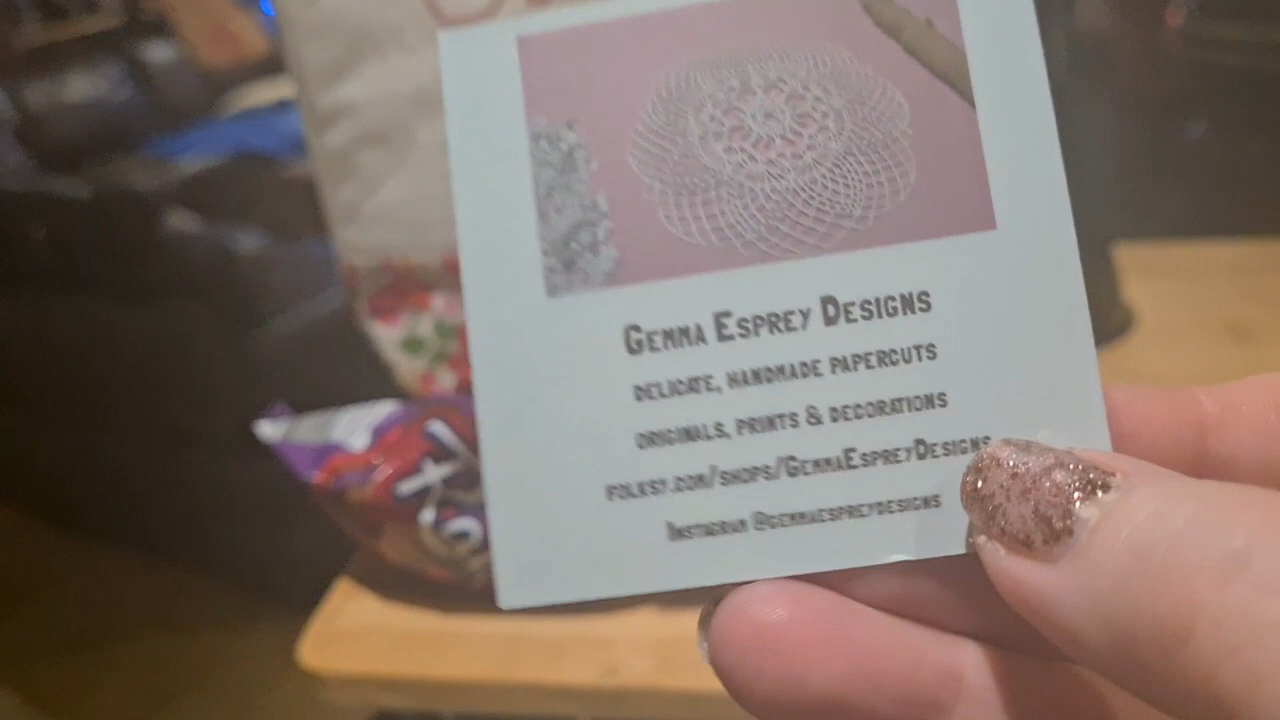 Gemma Esprey Designs
delicate, handmade papercuts
originals, prints & decorations
folksy.com/shops/GemmaEspreyDesigns
Instagram @gemmaespreydesigns